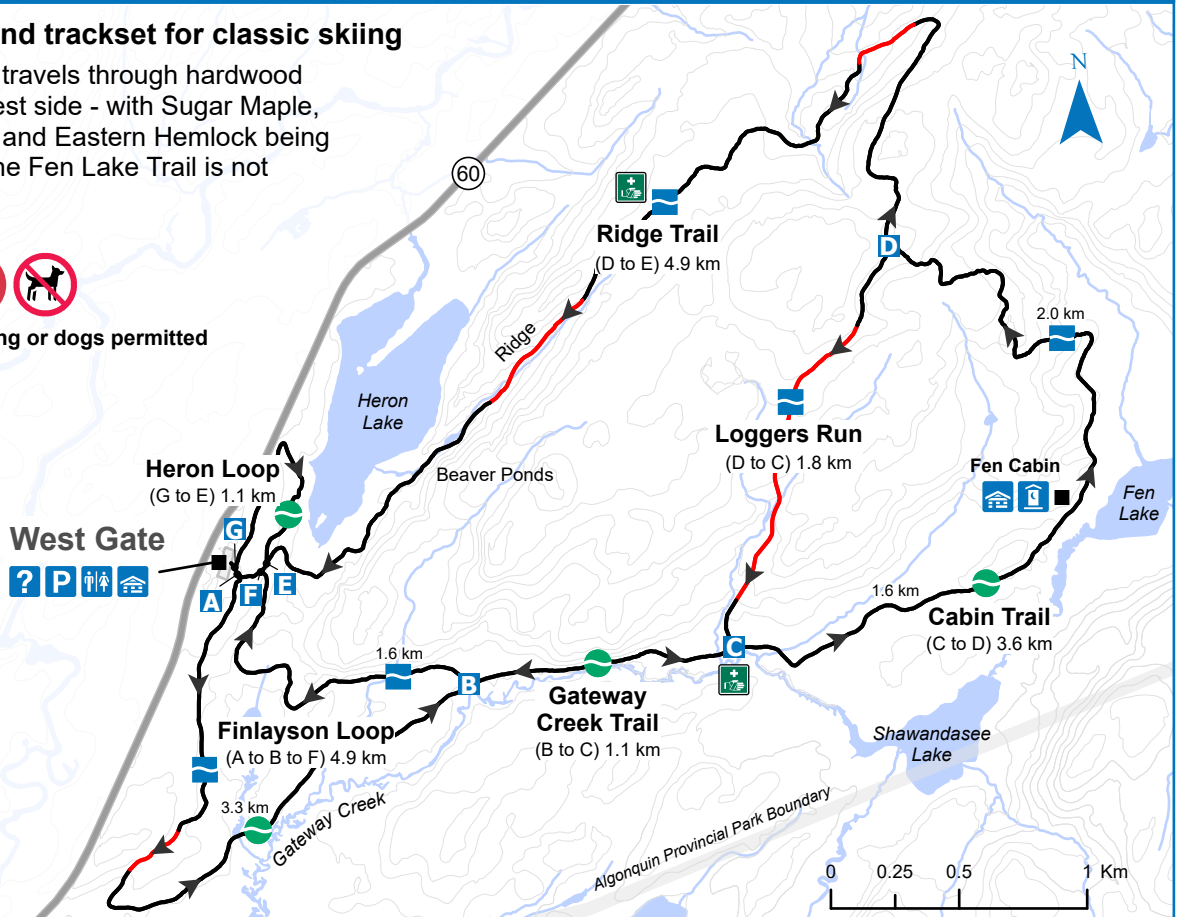 nd trackset for classic skiing
travels through hardwood
est side - with Sugar Maple,
and Eastern Hemlock being
ne Fen Lake Trail is not
ng or dogs permitted
60
N
Ridge Trail
(D to E) 4.9 km
D
2.0 km
Ridge
Heron
Lake
Loggers Run
(D to C) 1.8 km
Heron Loop
(G to E) 1.1 km
Beaver Ponds
Fen Cabin
Fen
Lake
G
West Gate
? P
A
F
E
1.6 km
Cabin Trail
(C to D) 3.6 km
C
1.6 km
B
Gateway
Creek Trail
(B to C) 1.1 km
Finlayson Loop
(A to B to F) 4.9 km
Shawandasee
Lake
3.3 km
Gateway Creek
Algonquin Provincial Park Boundary
0 0.25 0.5 1 Km